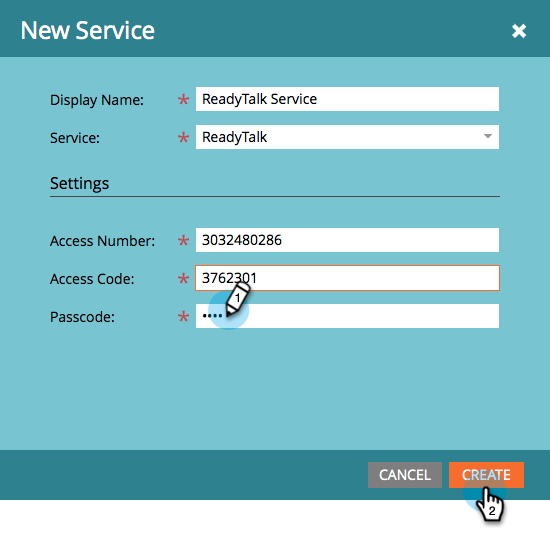 New Service ×
Display Name: * ReadyTalk Service
Service: * ReadyTalk
Settings
Access Number: * 3032480286
Access Code: * 3762301
Passcode: * ••••
1
CANCEL CREATE
2